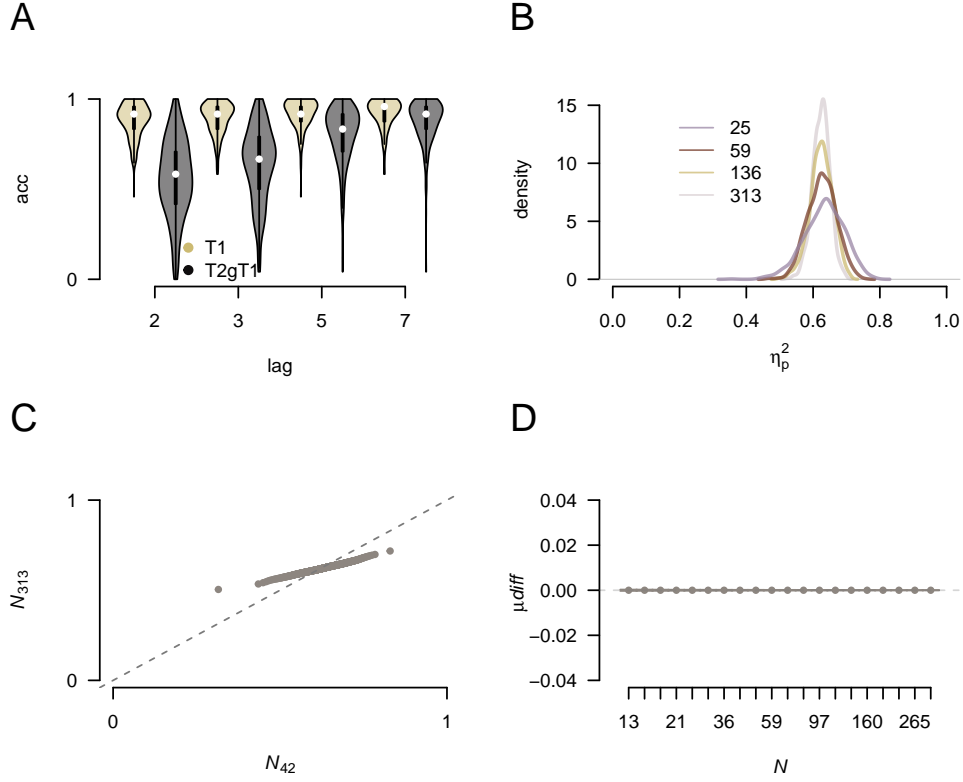 A
acc
1
0
T1
T2gT1
2 3 5 7
lag
B
density
15
10
5
0
25
59
136
313
0.0 0.2 0.4 0.6 0.8 1.0
η²ₚ
C
N₃₁₃
1
0
0 1
N₄₂
D
μdiff
0.04
0.02
0.00
−0.02
−0.04
13 21 36 59 97 160 265
N